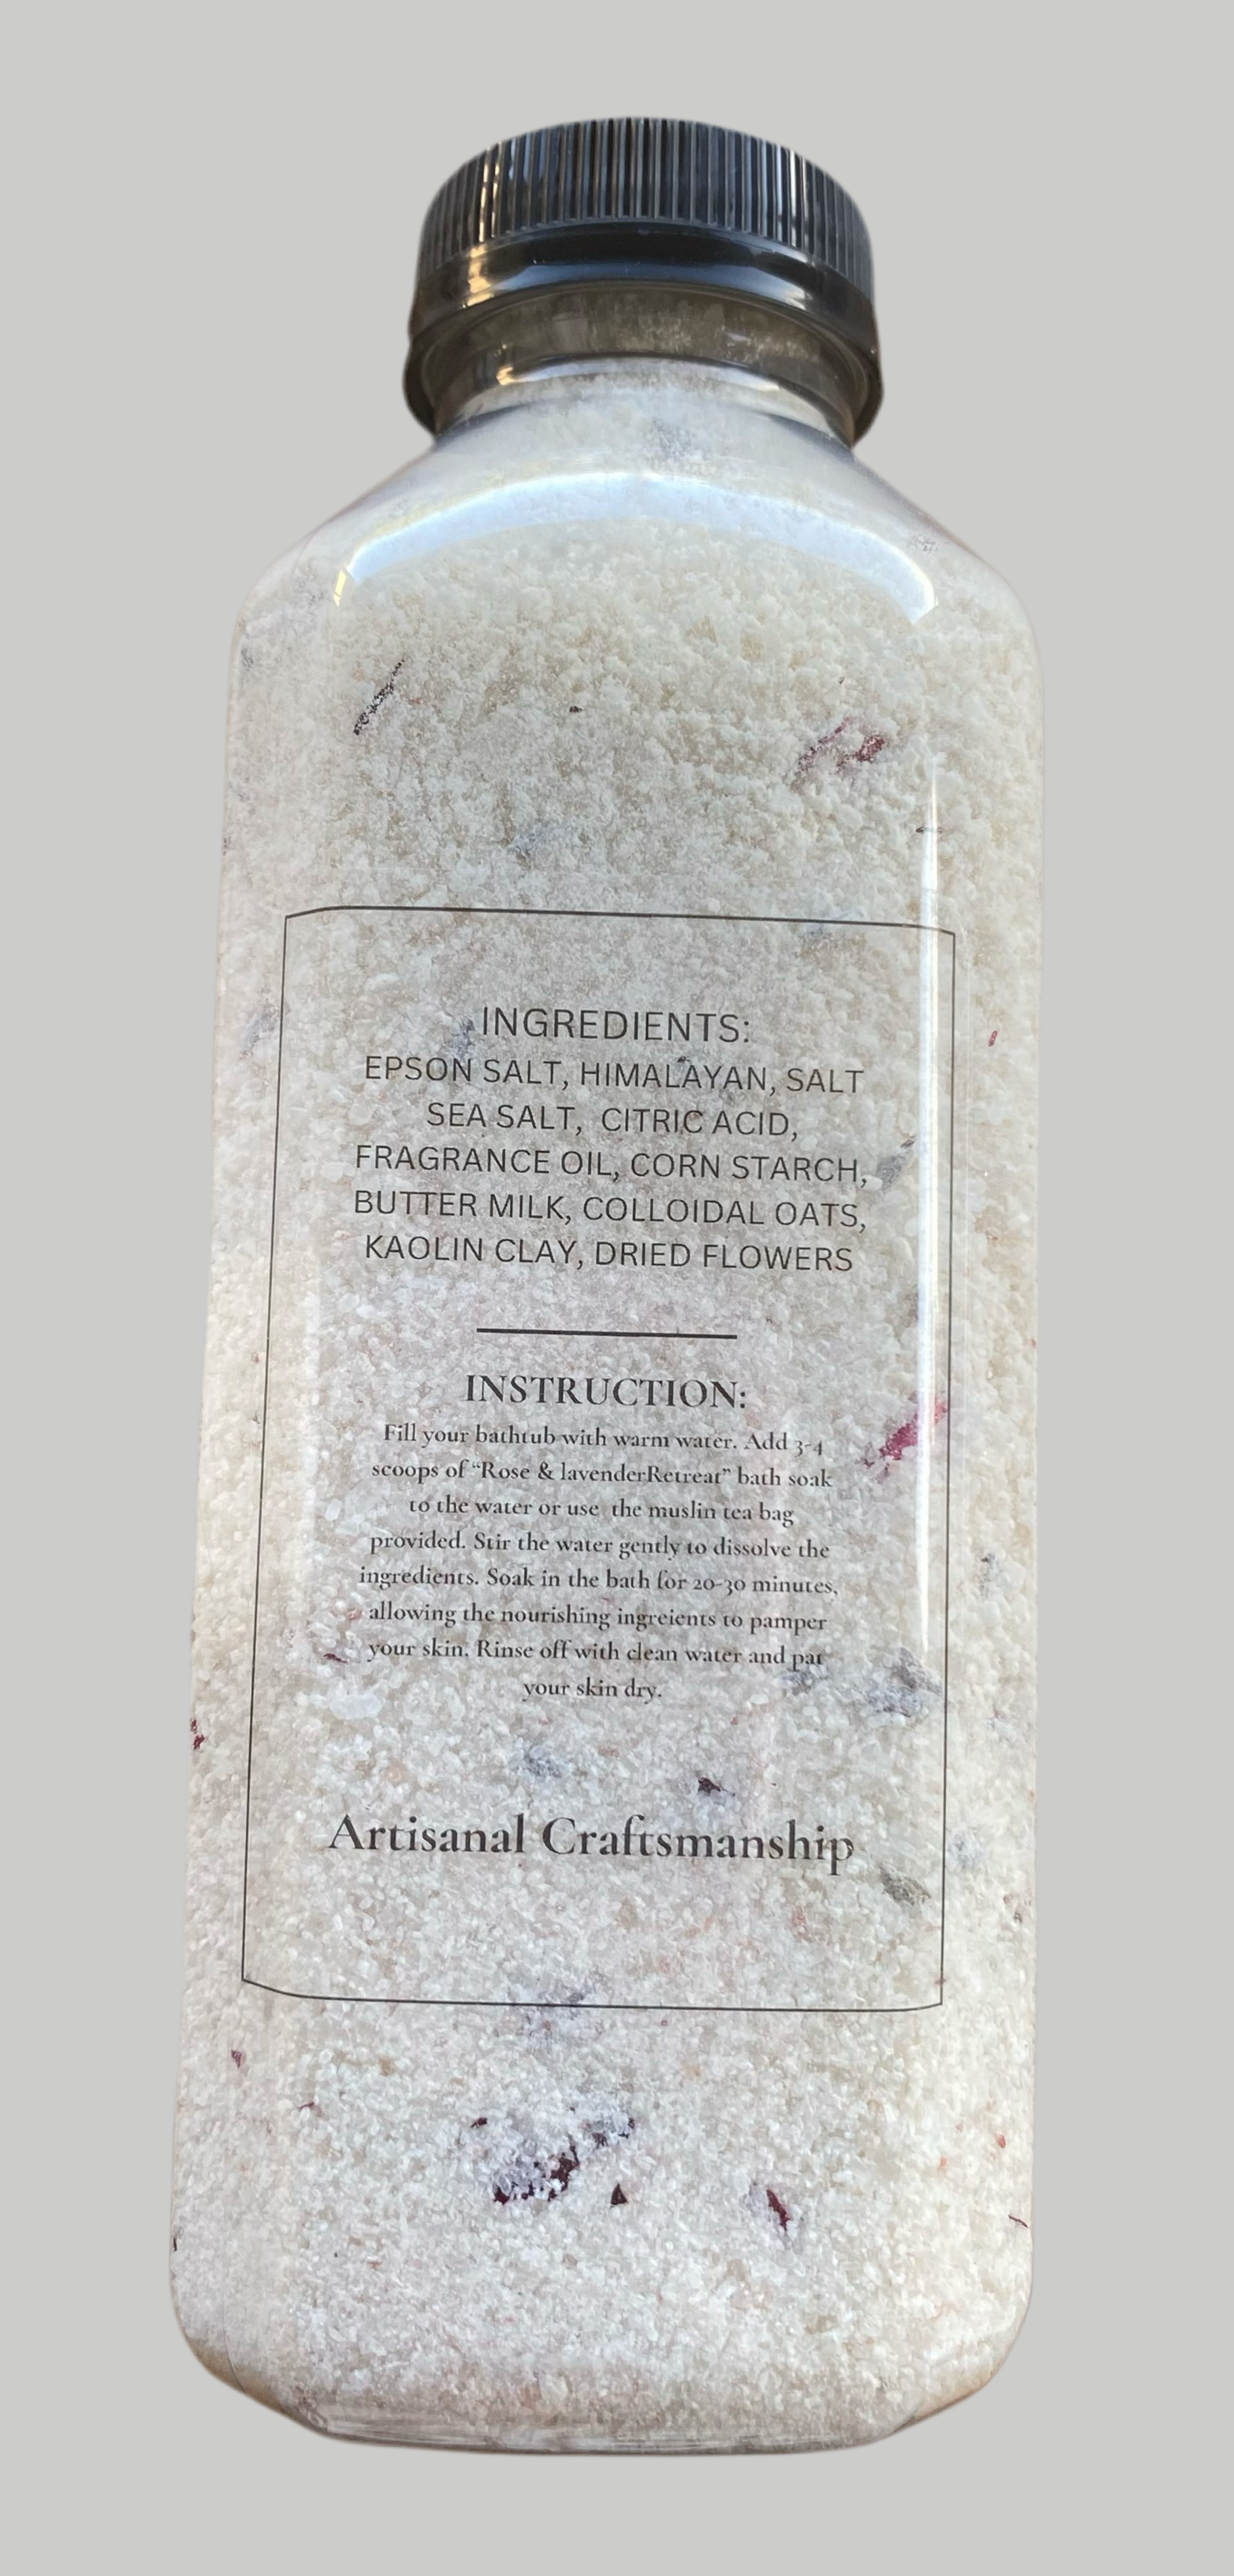 INGREDIENTS:
EPSON SALT, HIMALAYAN, SALT
SEA SALT, CITRIC ACID,
FRAGRANCE OIL, CORN STARCH,
BUTTER MILK, COLLOIDAL OATS,
KAOLIN CLAY, DRIED FLOWERS
INSTRUCTION:
Fill your bathtub with warm water. Add 3-4
scoops of “Rose & lavenderRetreat” bath soak
to the water or use the muslin tea bag
provided. Stir the water gently to dissolve the
ingredients. Soak in the bath for 20-30 minutes,
allowing the nourishing ingreients to pamper
your skin. Rinse off with clean water and pat
your skin dry.
Artisanal Craftsmanship